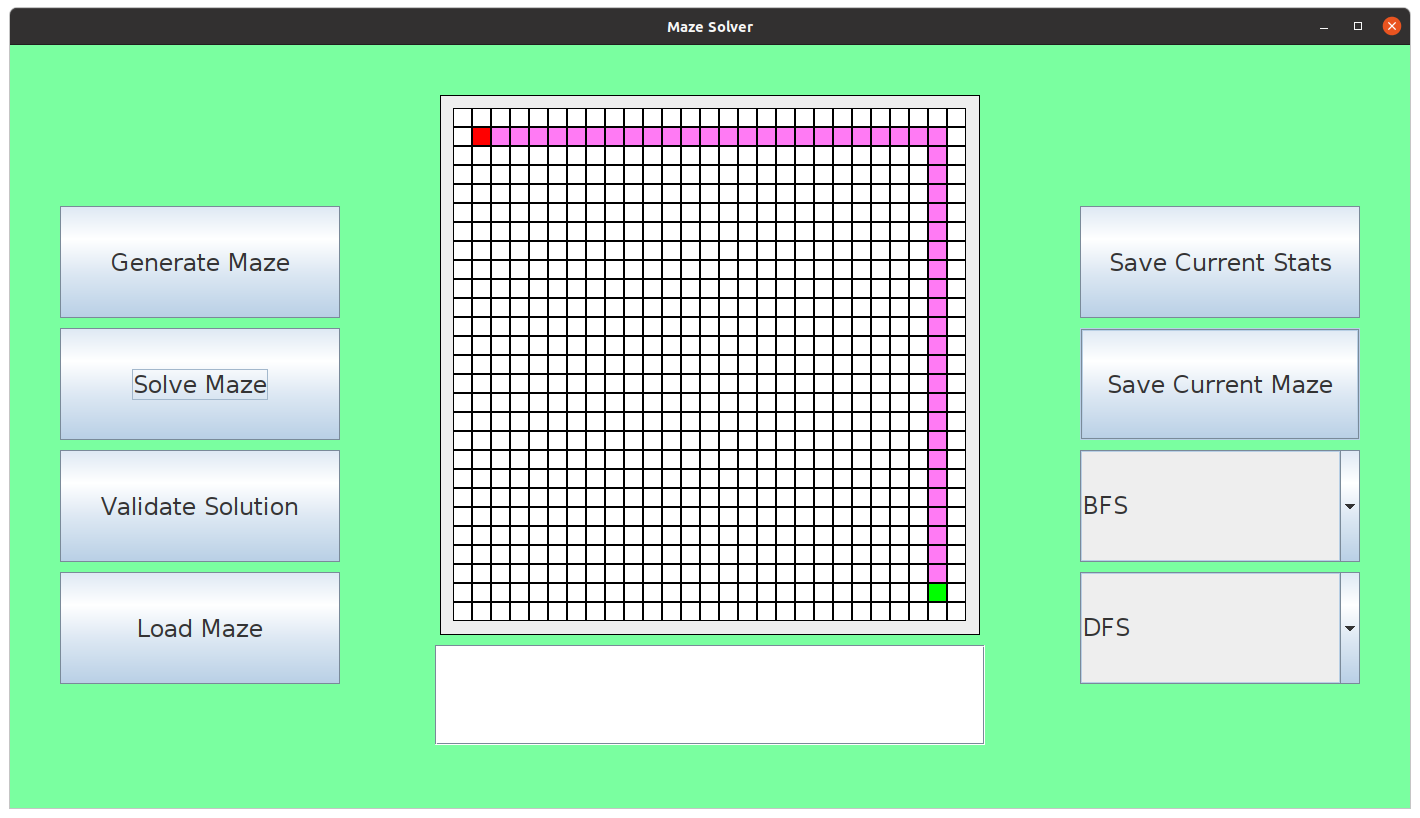 Maze Solver
Generate Maze
Solve Maze
Validate Solution
Load Maze
Save Current Stats
Save Current Maze
BFS
DFS